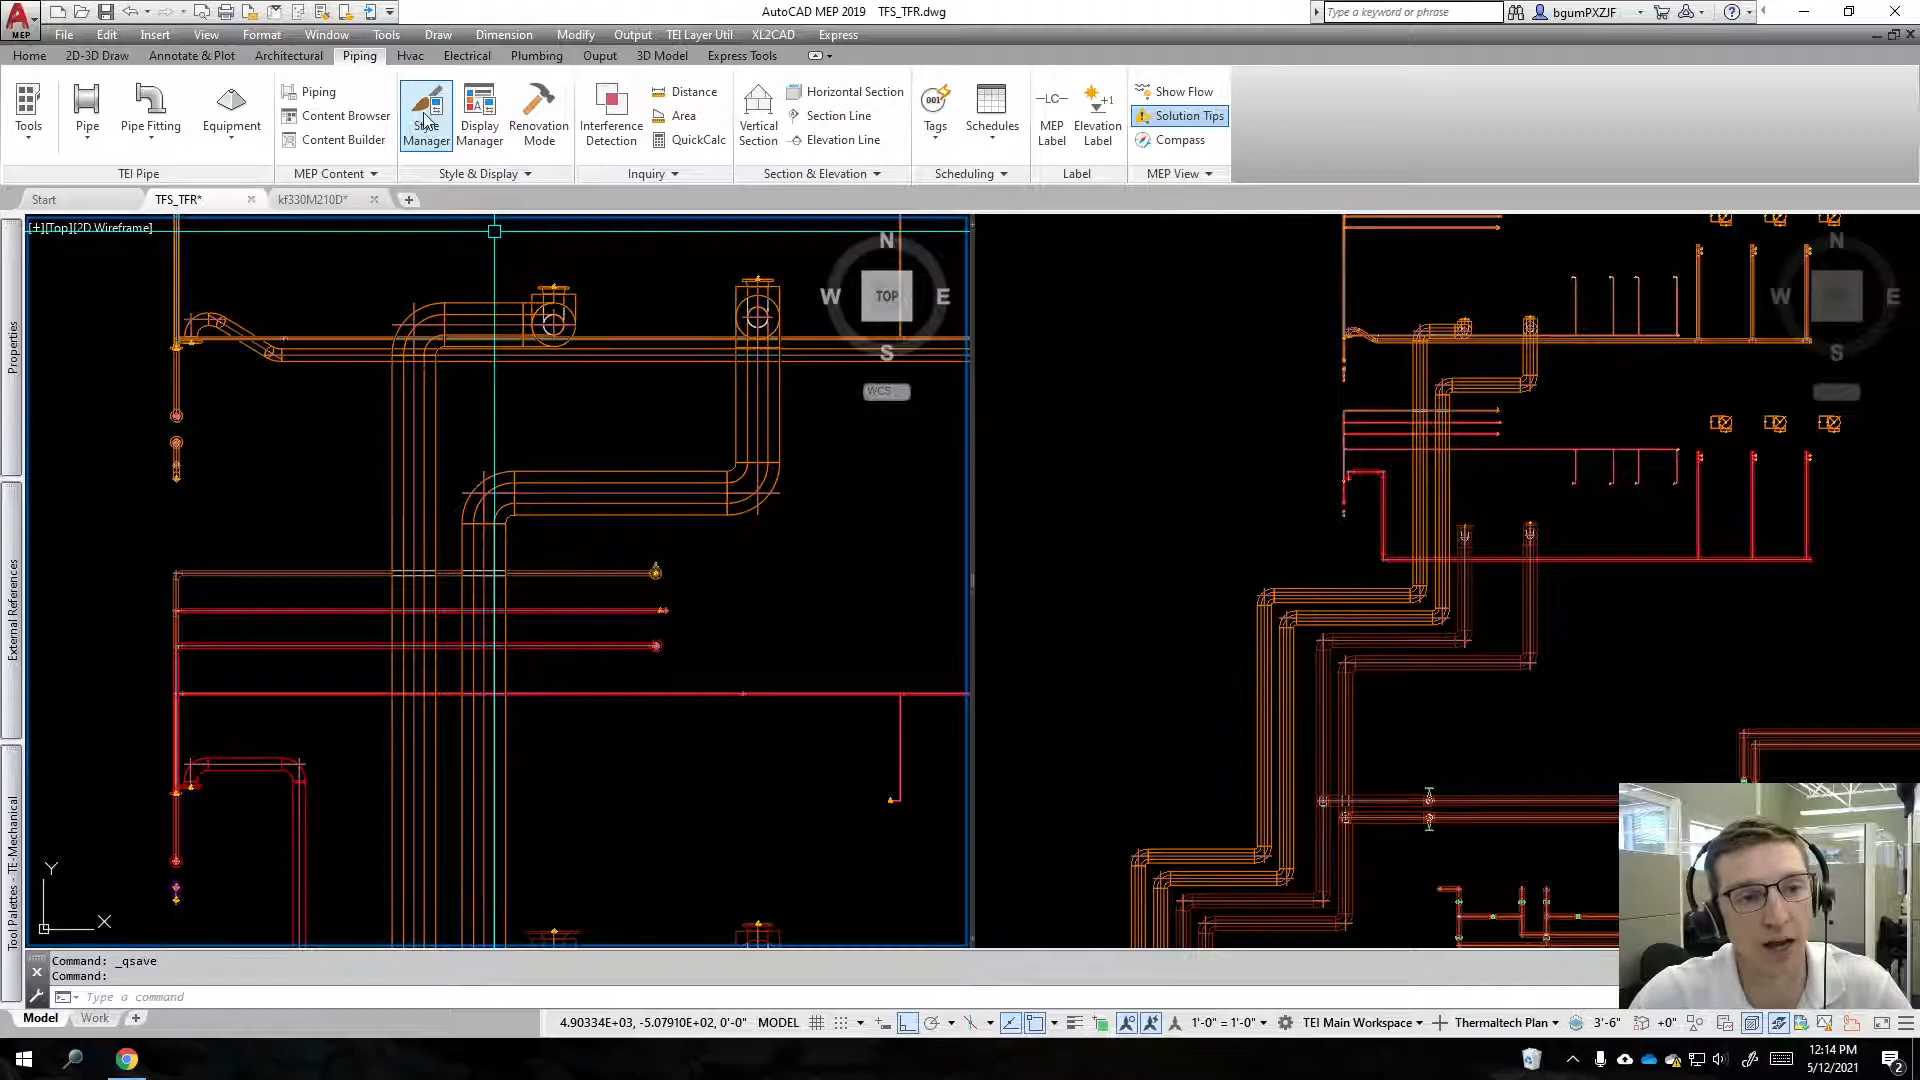 AutoCAD MEP 2019 TFS_TFR.dwg
Type a keyword or phrase
bgumPXZJF
MEP
File Edit Insert View Window Tools Draw Dimension Modify Output TEI Layer Util XL2CAD Express
Home 2D-3D Draw Annotate & Plot Architectural Piping Hvac Electrical Plumbing Ouput 3D Model Express Tools
Tools
Pipe
Pipe Fitting
Equipment
TEI Pipe
Piping
Content Browser
Content Builder
MEP Content
Style Manager
Display Manager
Renovation Mode
Style & Display
Interference Detection
Distance
Area
QuickCalc
Inquiry
Vertical Section
Horizontal Section
Section Line
Elevation Line
Section & Elevation
Tags
Schedules
Scheduling
MEP Label
Elevation Label
Label
Show Flow
Solution Tips
Compass
MEP View
Start TFS_TFR* kf330M210D*
[+][Top][2D Wireframe]
N
W TOP E
S
WCS
N
W E
S
Properties
External References
Tool Palettes - TE-Mechanical
Y
X
Command: _qsave
Command:
Type a command
Model Work
4.90334E+03, -5.07910E+02, 0'-0" MODEL 1'-0" = 1'-0" TEI Main Workspace Thermaltech Plan 3'-6" +0"
12:14 PM
5/12/2021
2